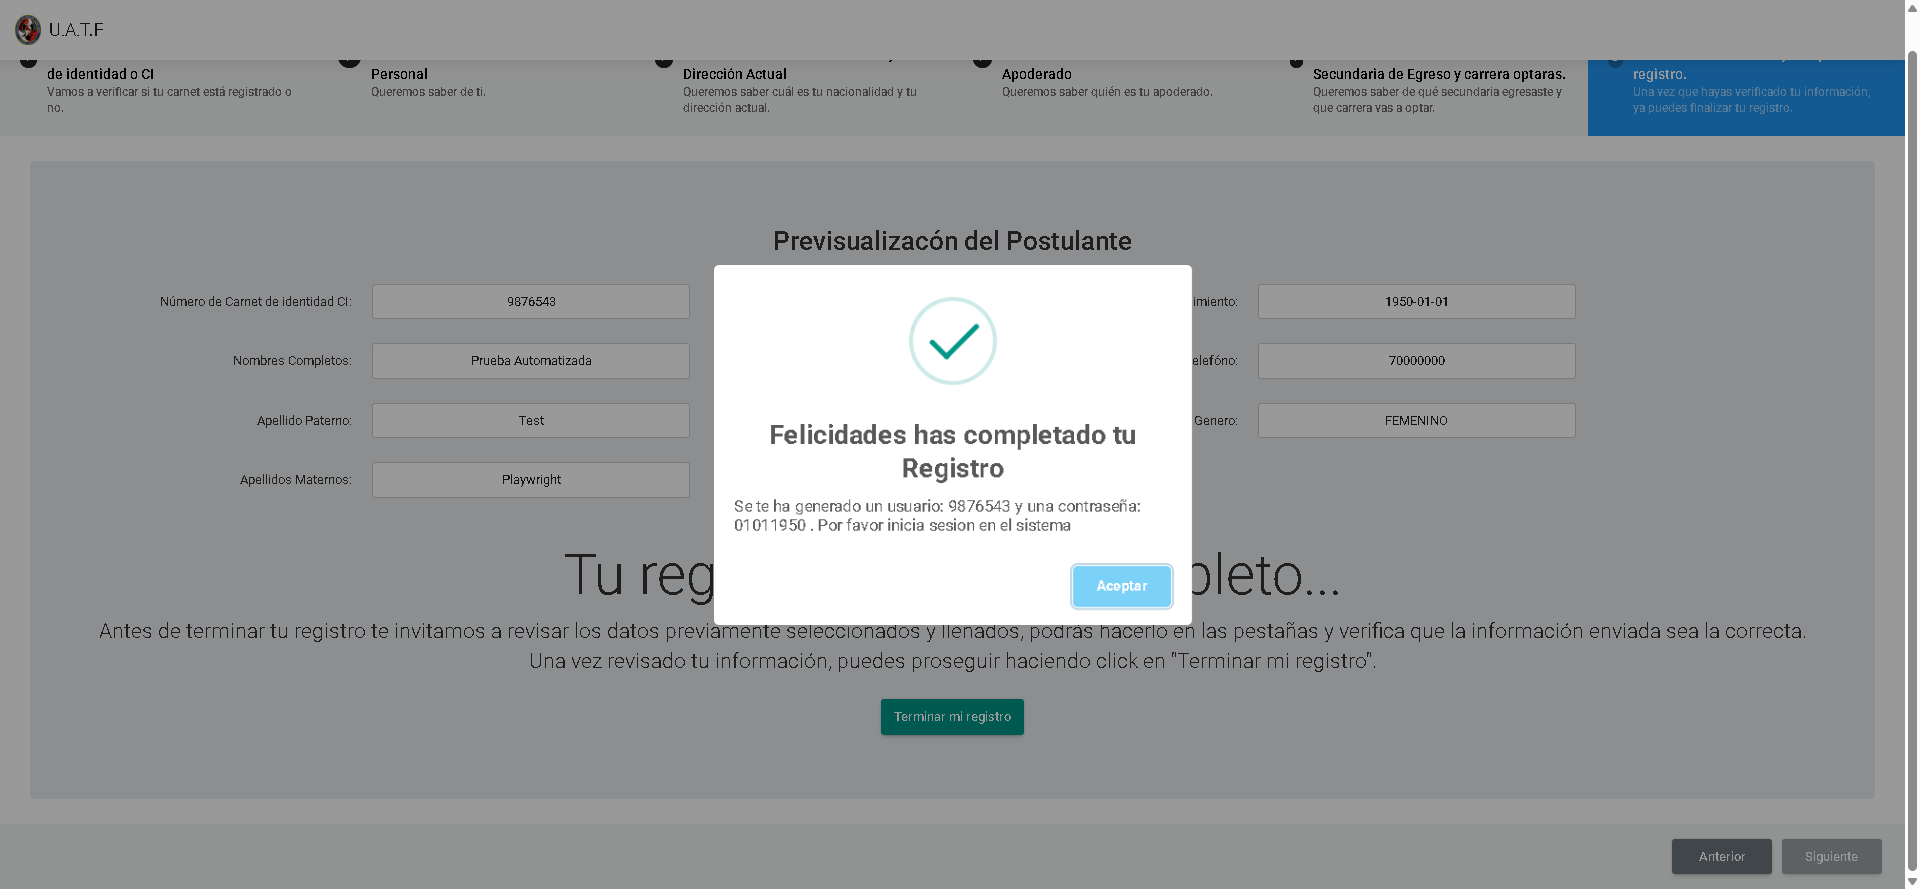 U.A.T.F
de identidad o CI
Vamos a verificar si tu carnet está registrado o
no.
Personal
Queremos saber de ti.
Dirección Actual
Queremos saber cuál es tu nacionalidad y tu
dirección actual.
Apoderado
Queremos saber quién es tu apoderado.
Secundaria de Egreso y carrera optaras.
Queremos saber de qué secundaria egresaste y
que carrera vas a optar.
registro.
Una vez que hayas verificado tu información,
ya puedes finalizar tu registro.
Previsualizacón del Postulante
Número de Carnet de identidad CI: 9876543
imiento: 1950-01-01
Nombres Completos: Prueba Automatizada
elefóno: 70000000
Apellido Paterno: Test
Genero: FEMENINO
Apellidos Maternos: Playwright
Felicidades has completado tu
Registro
Se te ha generado un usuario: 9876543 y una contraseña:
01011950 . Por favor inicia sesion en el sistema
Aceptar
Tu reg pleto...
Antes de terminar tu registro te invitamos a revisar los datos previamente seleccionados y llenados, podrás hacerlo en las pestañas y verifica que la información enviada sea la correcta.
Una vez revisado tu información, puedes proseguir haciendo click en "Terminar mi registro".
Terminar mi registro
Anterior
Siguiente